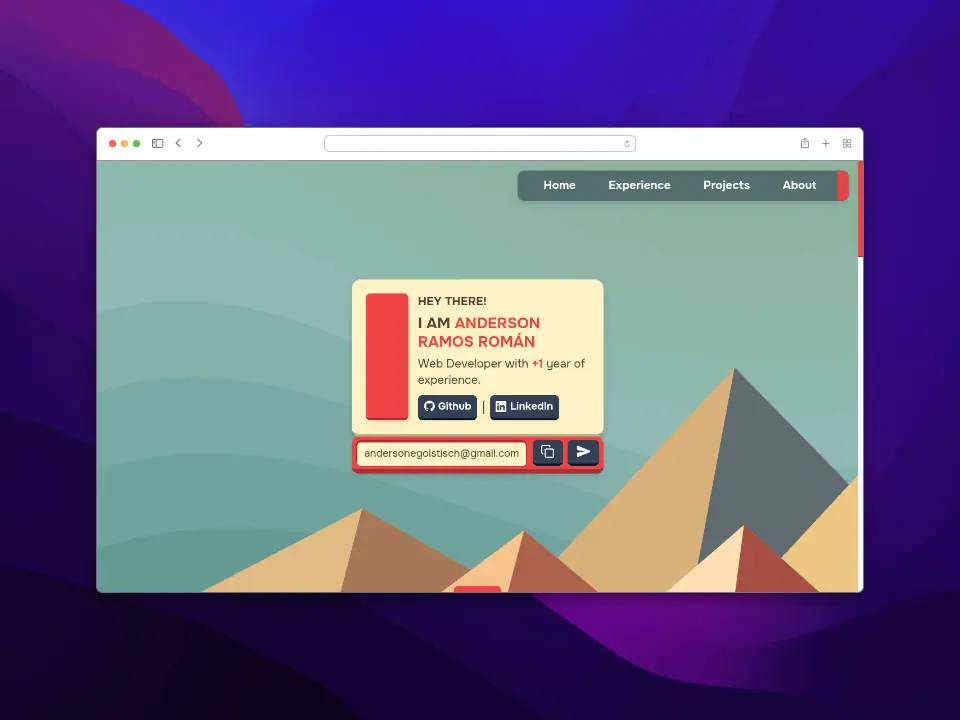 Home Experience Projects About
HEY THERE!
I AM ANDERSON
RAMOS ROMÁN
Web Developer with +1 year of
experience.
Github | LinkedIn
andersonegoistisch@gmail.com